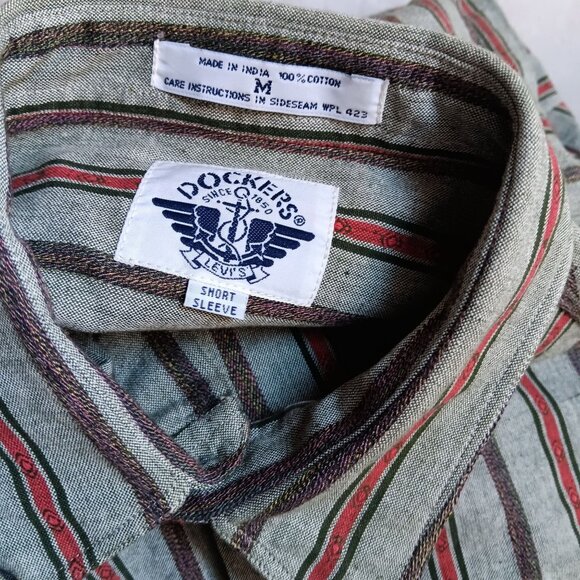 MADE IN INDIA 100% COTTON
M
CARE INSTRUCTIONS IN SIDESEAM WPL 423
DOCKERS®
SINCE 1850
LEVI'S
SHORT
SLEEVE